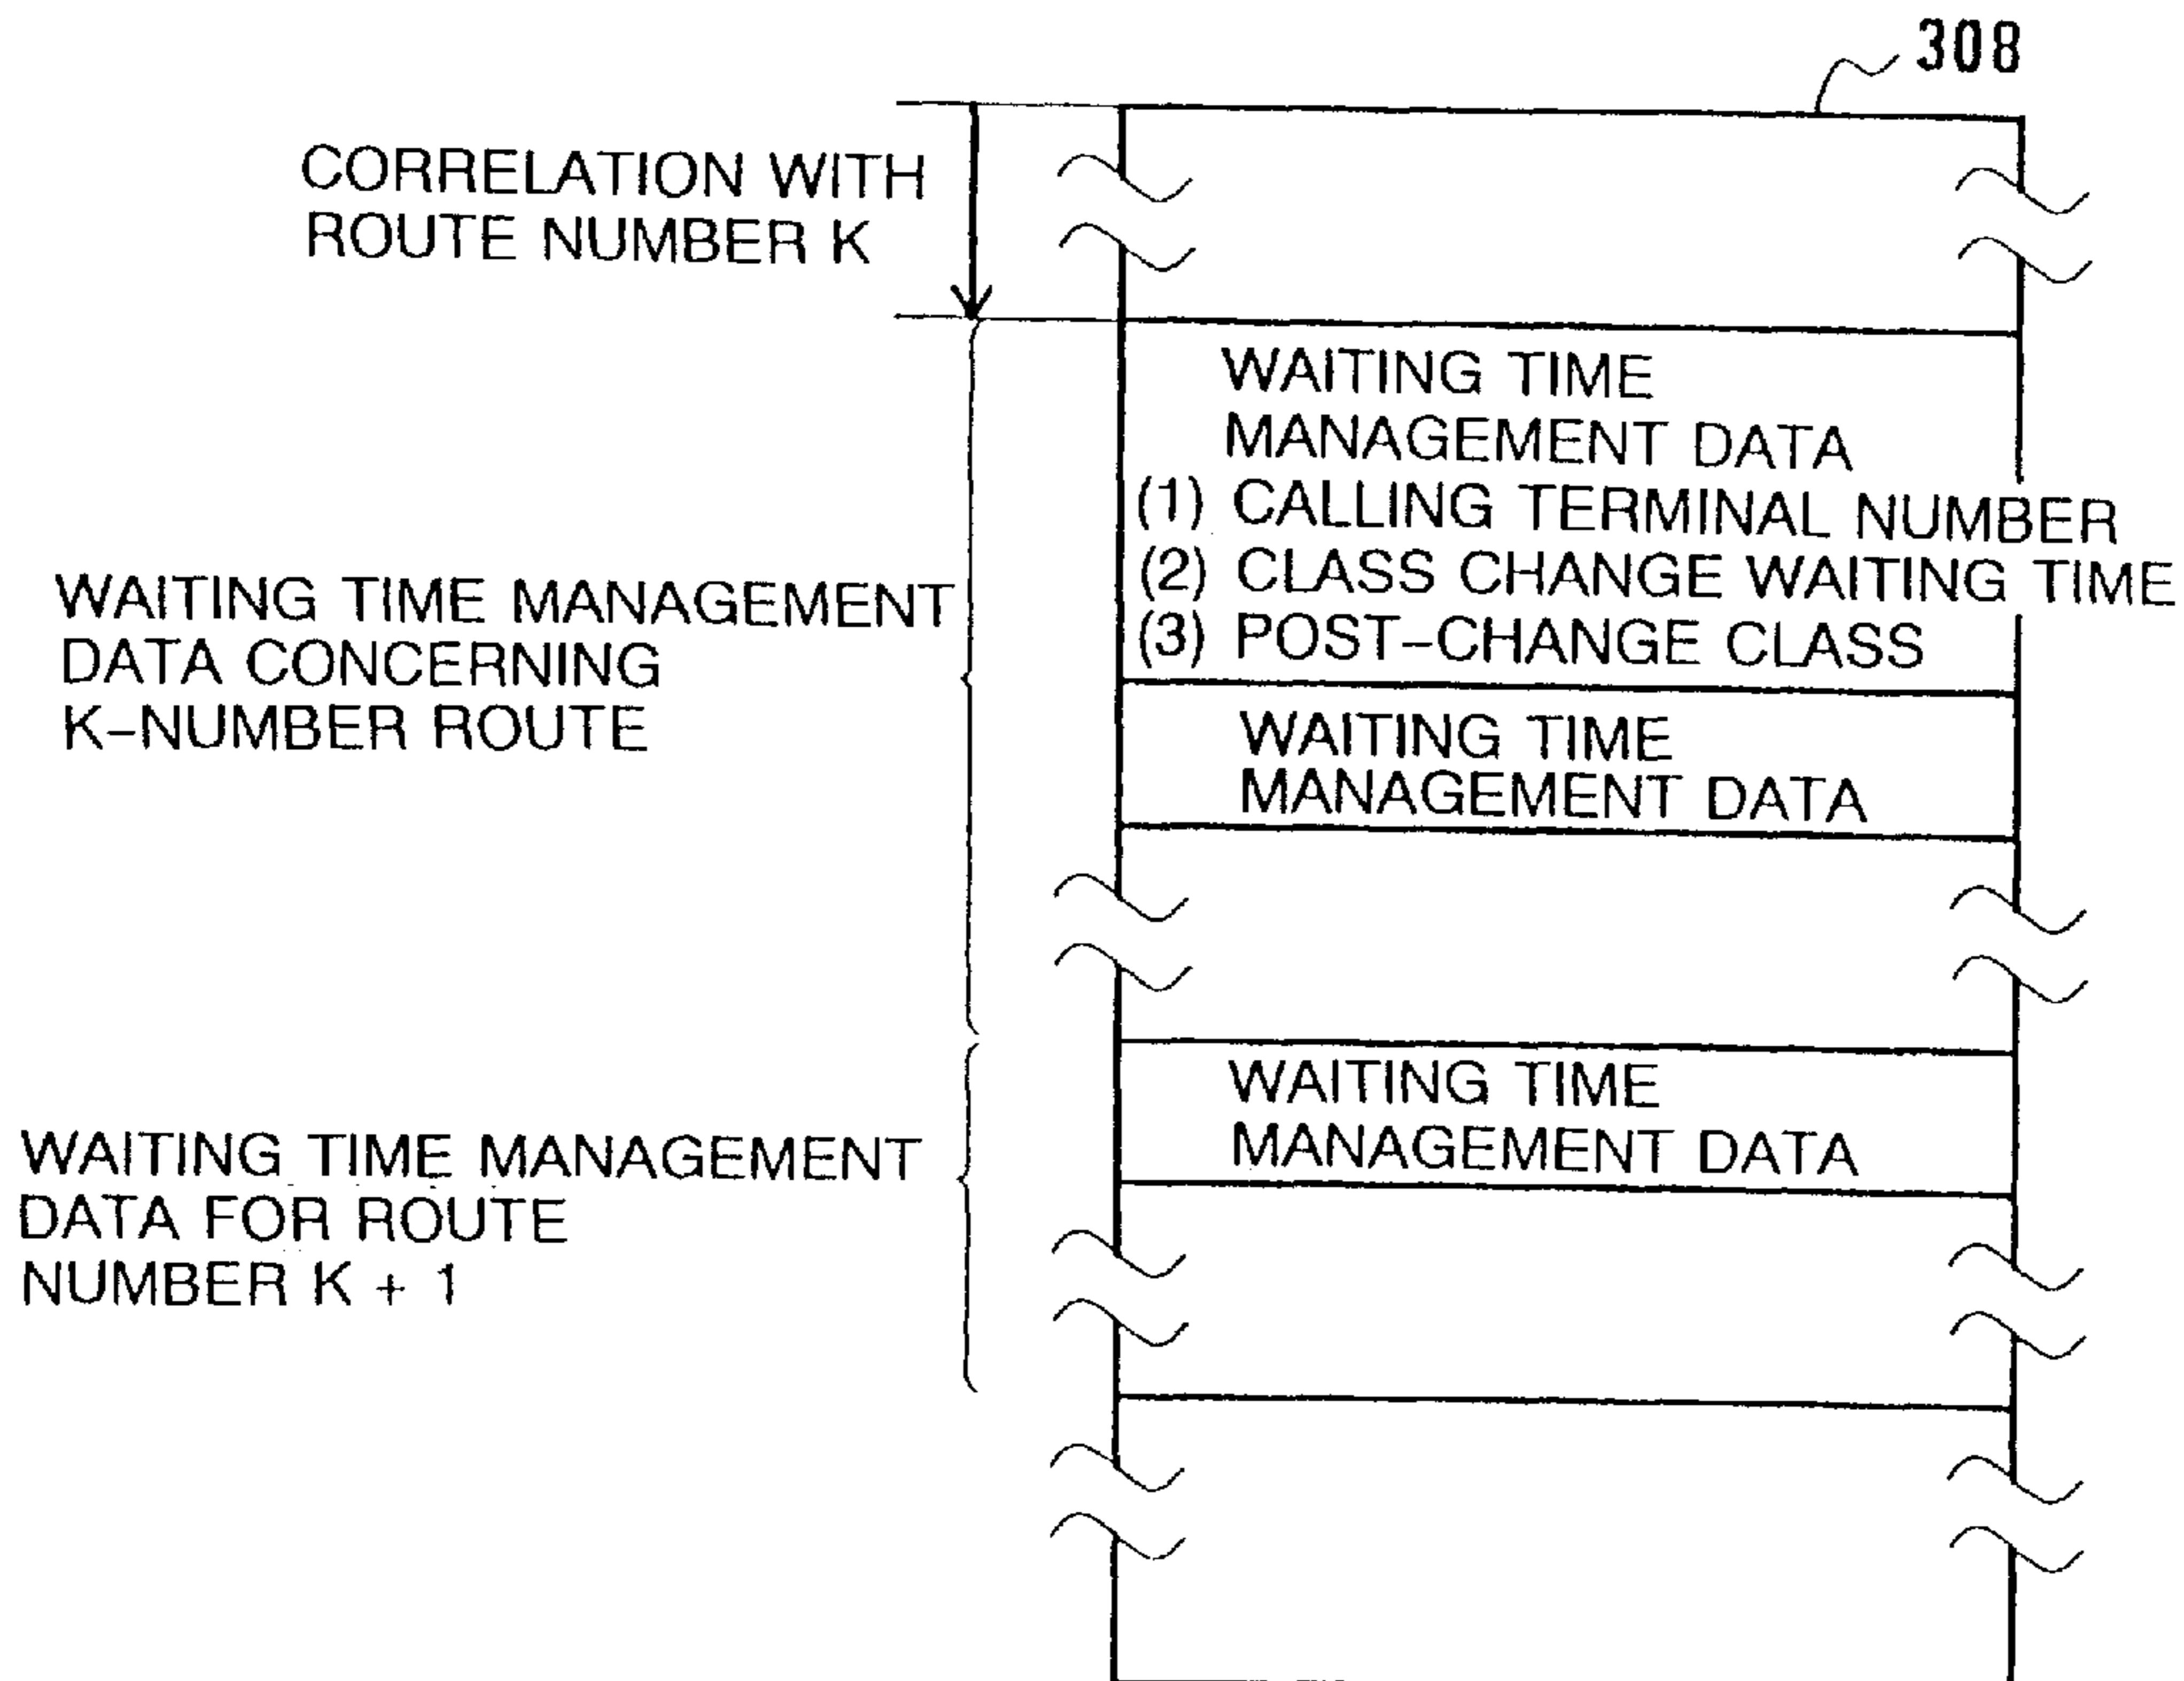 308
CORRELATION WITH
ROUTE NUMBER K
WAITING TIME
MANAGEMENT DATA
(1) CALLING TERMINAL NUMBER
(2) CLASS CHANGE WAITING TIME
(3) POST-CHANGE CLASS
WAITING TIME MANAGEMENT
DATA CONCERNING
K-NUMBER ROUTE
WAITING TIME
MANAGEMENT DATA
WAITING TIME
MANAGEMENT DATA
WAITING TIME MANAGEMENT
DATA FOR ROUTE
NUMBER K + 1